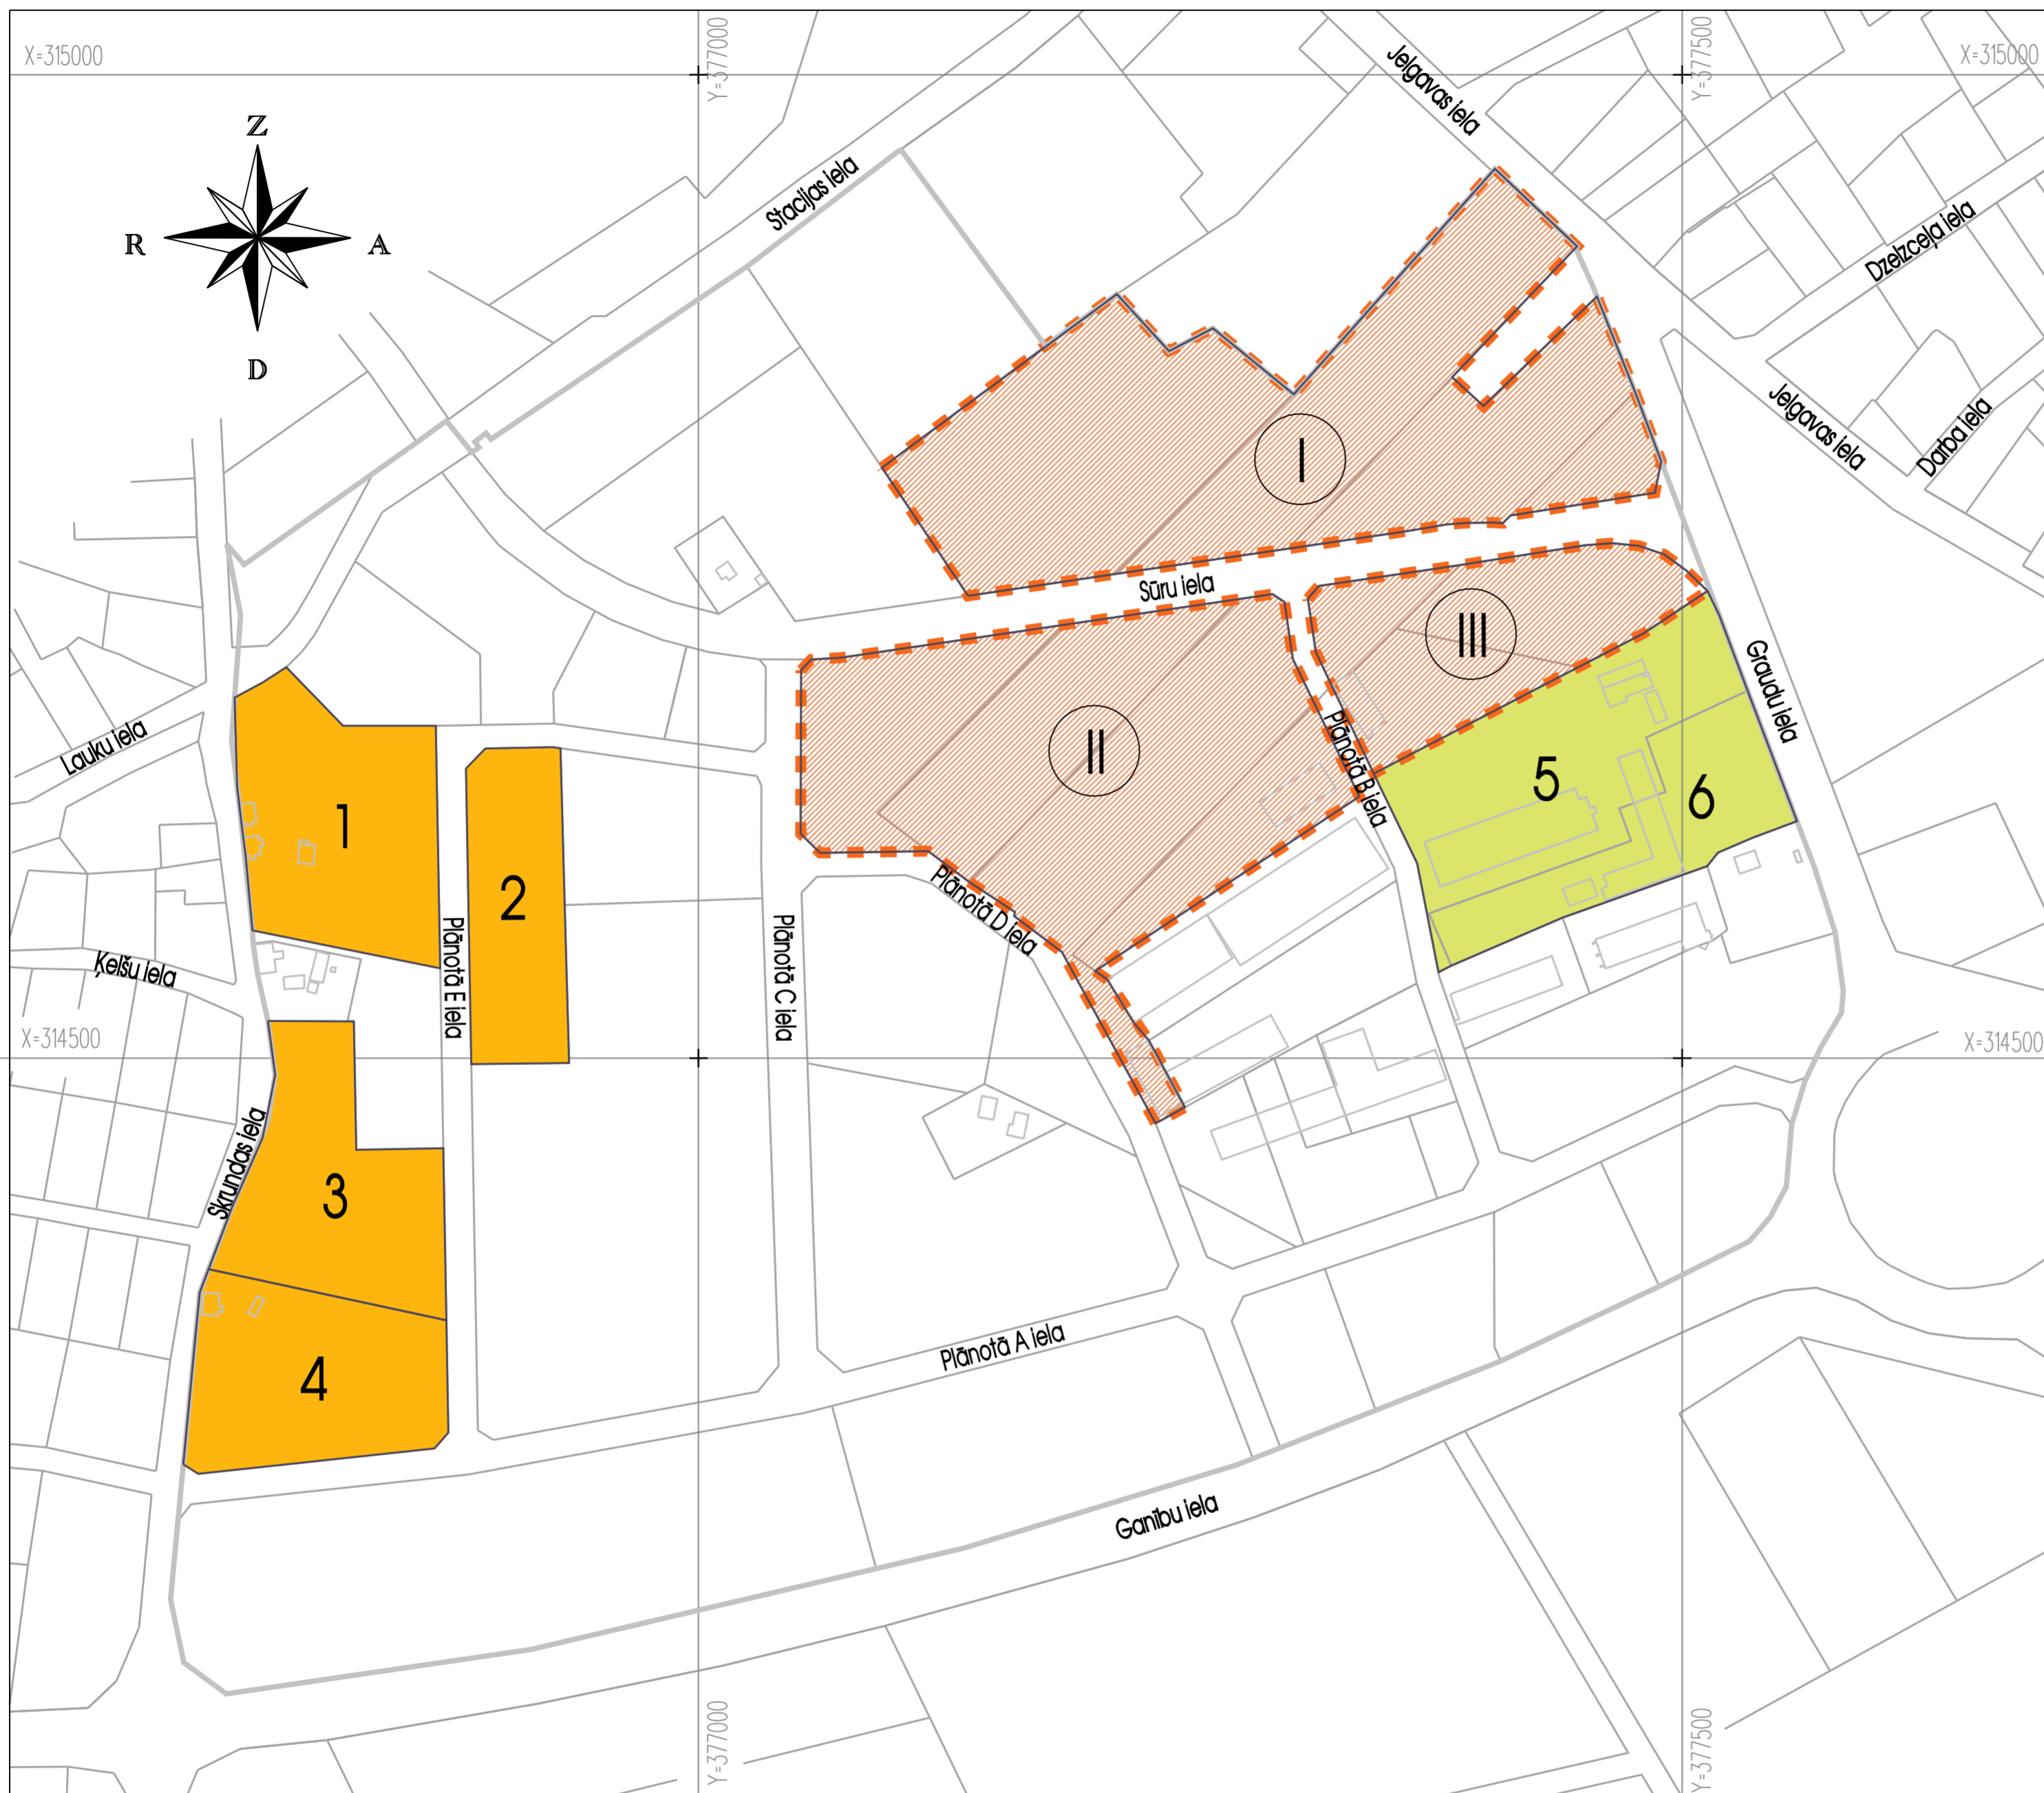 X=315000
Y=377000
Y=377500
X=315000
Jelgavas iela
Z
R
A
D
Stacijas iela
Dzelzceļa iela
Jelgavas iela
Darba iela
I
Sūru iela
III
Graudu iela
Lauku iela
II
Plānotā B iela
5
6
1
2
Plānotā D iela
Plānotā E iela
Plānotā C iela
Ķelšu iela
X=314500
X=314500
Skrundas iela
3
Plānotā A iela
4
Ganību iela
Y=377000
Y=377500